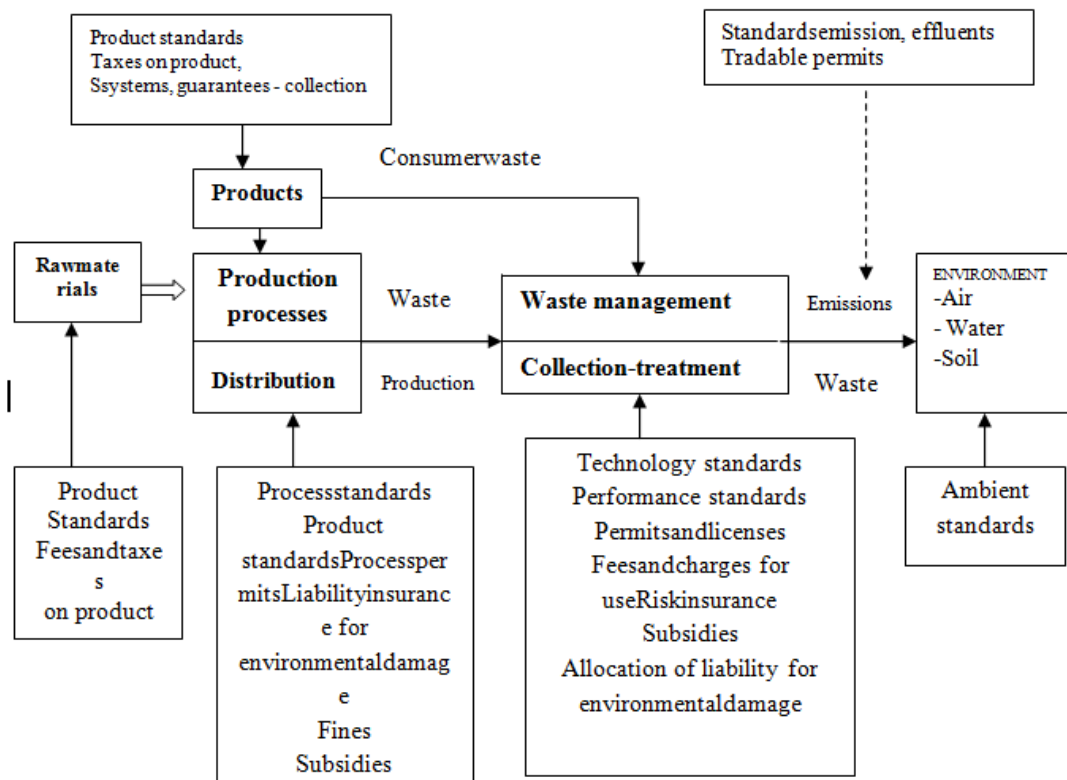 Product standards
Taxes on product,
Ssystems, guarantees - collection
Standardsemission, effluents
Tradable permits
Consumerwaste
Products
Rawmate
rials
Production
processes
Distribution
Waste
Production
Waste management
Collection-treatment
Emissions
Waste
ENVIRONMENT
-Air
- Water
-Soil
Product
Standards
Feesandtaxe
s
on product
Processstandards
Product
standardsProcessper
mitsLiabilityinsuranc
e for
environmentaldamag
e
Fines
Subsidies
Technology standards
Performance standards
Permitsandlicenses
Feesandcharges for
useRiskinsurance
Subsidies
Allocation of liability for
environmentaldamage
Ambient
standards